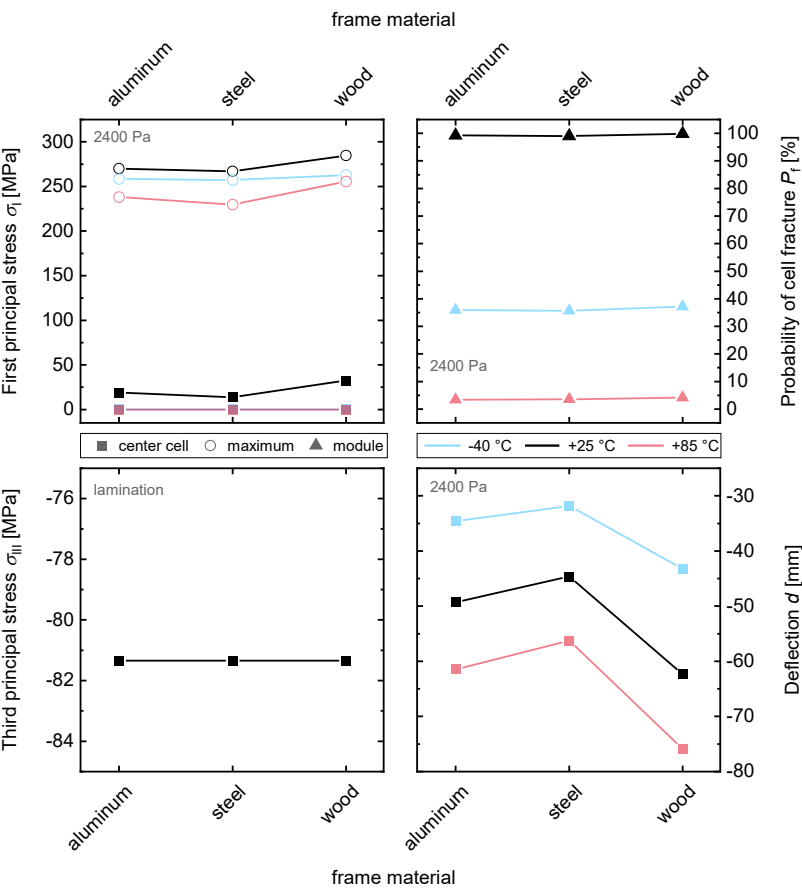 frame material
aluminum
steel
wood
aluminum
steel
wood
First principal stress σI [MPa]
300
250
200
150
100
50
0
2400 Pa
2400 Pa
100
90
80
70
60
50
40
30
20
10
0
Probability of cell fracture Pf [%]
center cell maximum module
-40 °C +25 °C +85 °C
Third principal stress σIII [MPa]
-76
-78
-80
-82
-84
lamination
2400 Pa
-30
-40
-50
-60
-70
-80
Deflection d [mm]
aluminum
steel
wood
aluminum
steel
wood
frame material